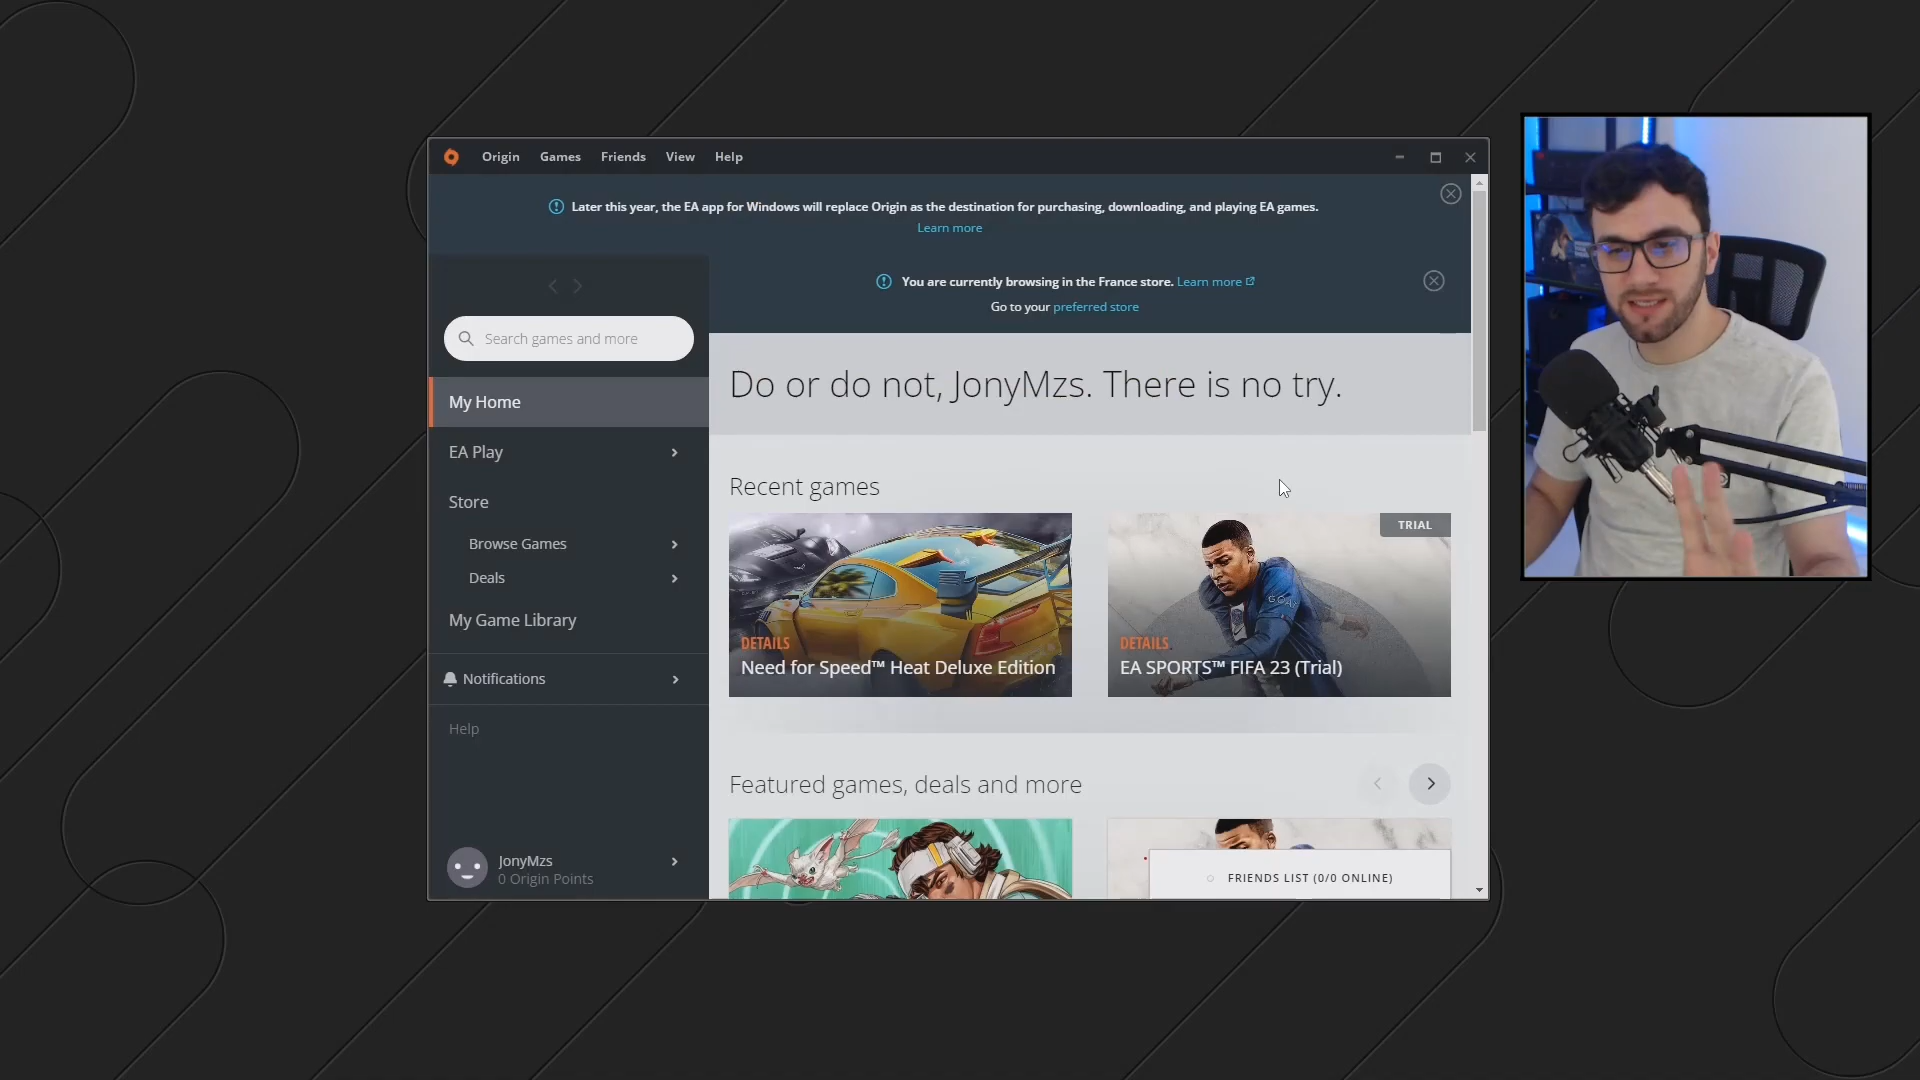 Origin Games Friends View Help
Later this year, the EA app for Windows will replace Origin as the destination for purchasing, downloading, and playing EA games.
Learn more
You are currently browsing in the France store. Learn more
Go to your preferred store
Search games and more
My Home
EA Play
Store
Browse Games
Deals
My Game Library
Notifications
Help
JonyMzs
0 Origin Points
Do or do not, JonyMzs. There is no try.
Recent games
DETAILS
Need for Speed™ Heat Deluxe Edition
TRIAL
DETAILS
EA SPORTS™ FIFA 23 (Trial)
Featured games, deals and more
FRIENDS LIST (0/0 ONLINE)